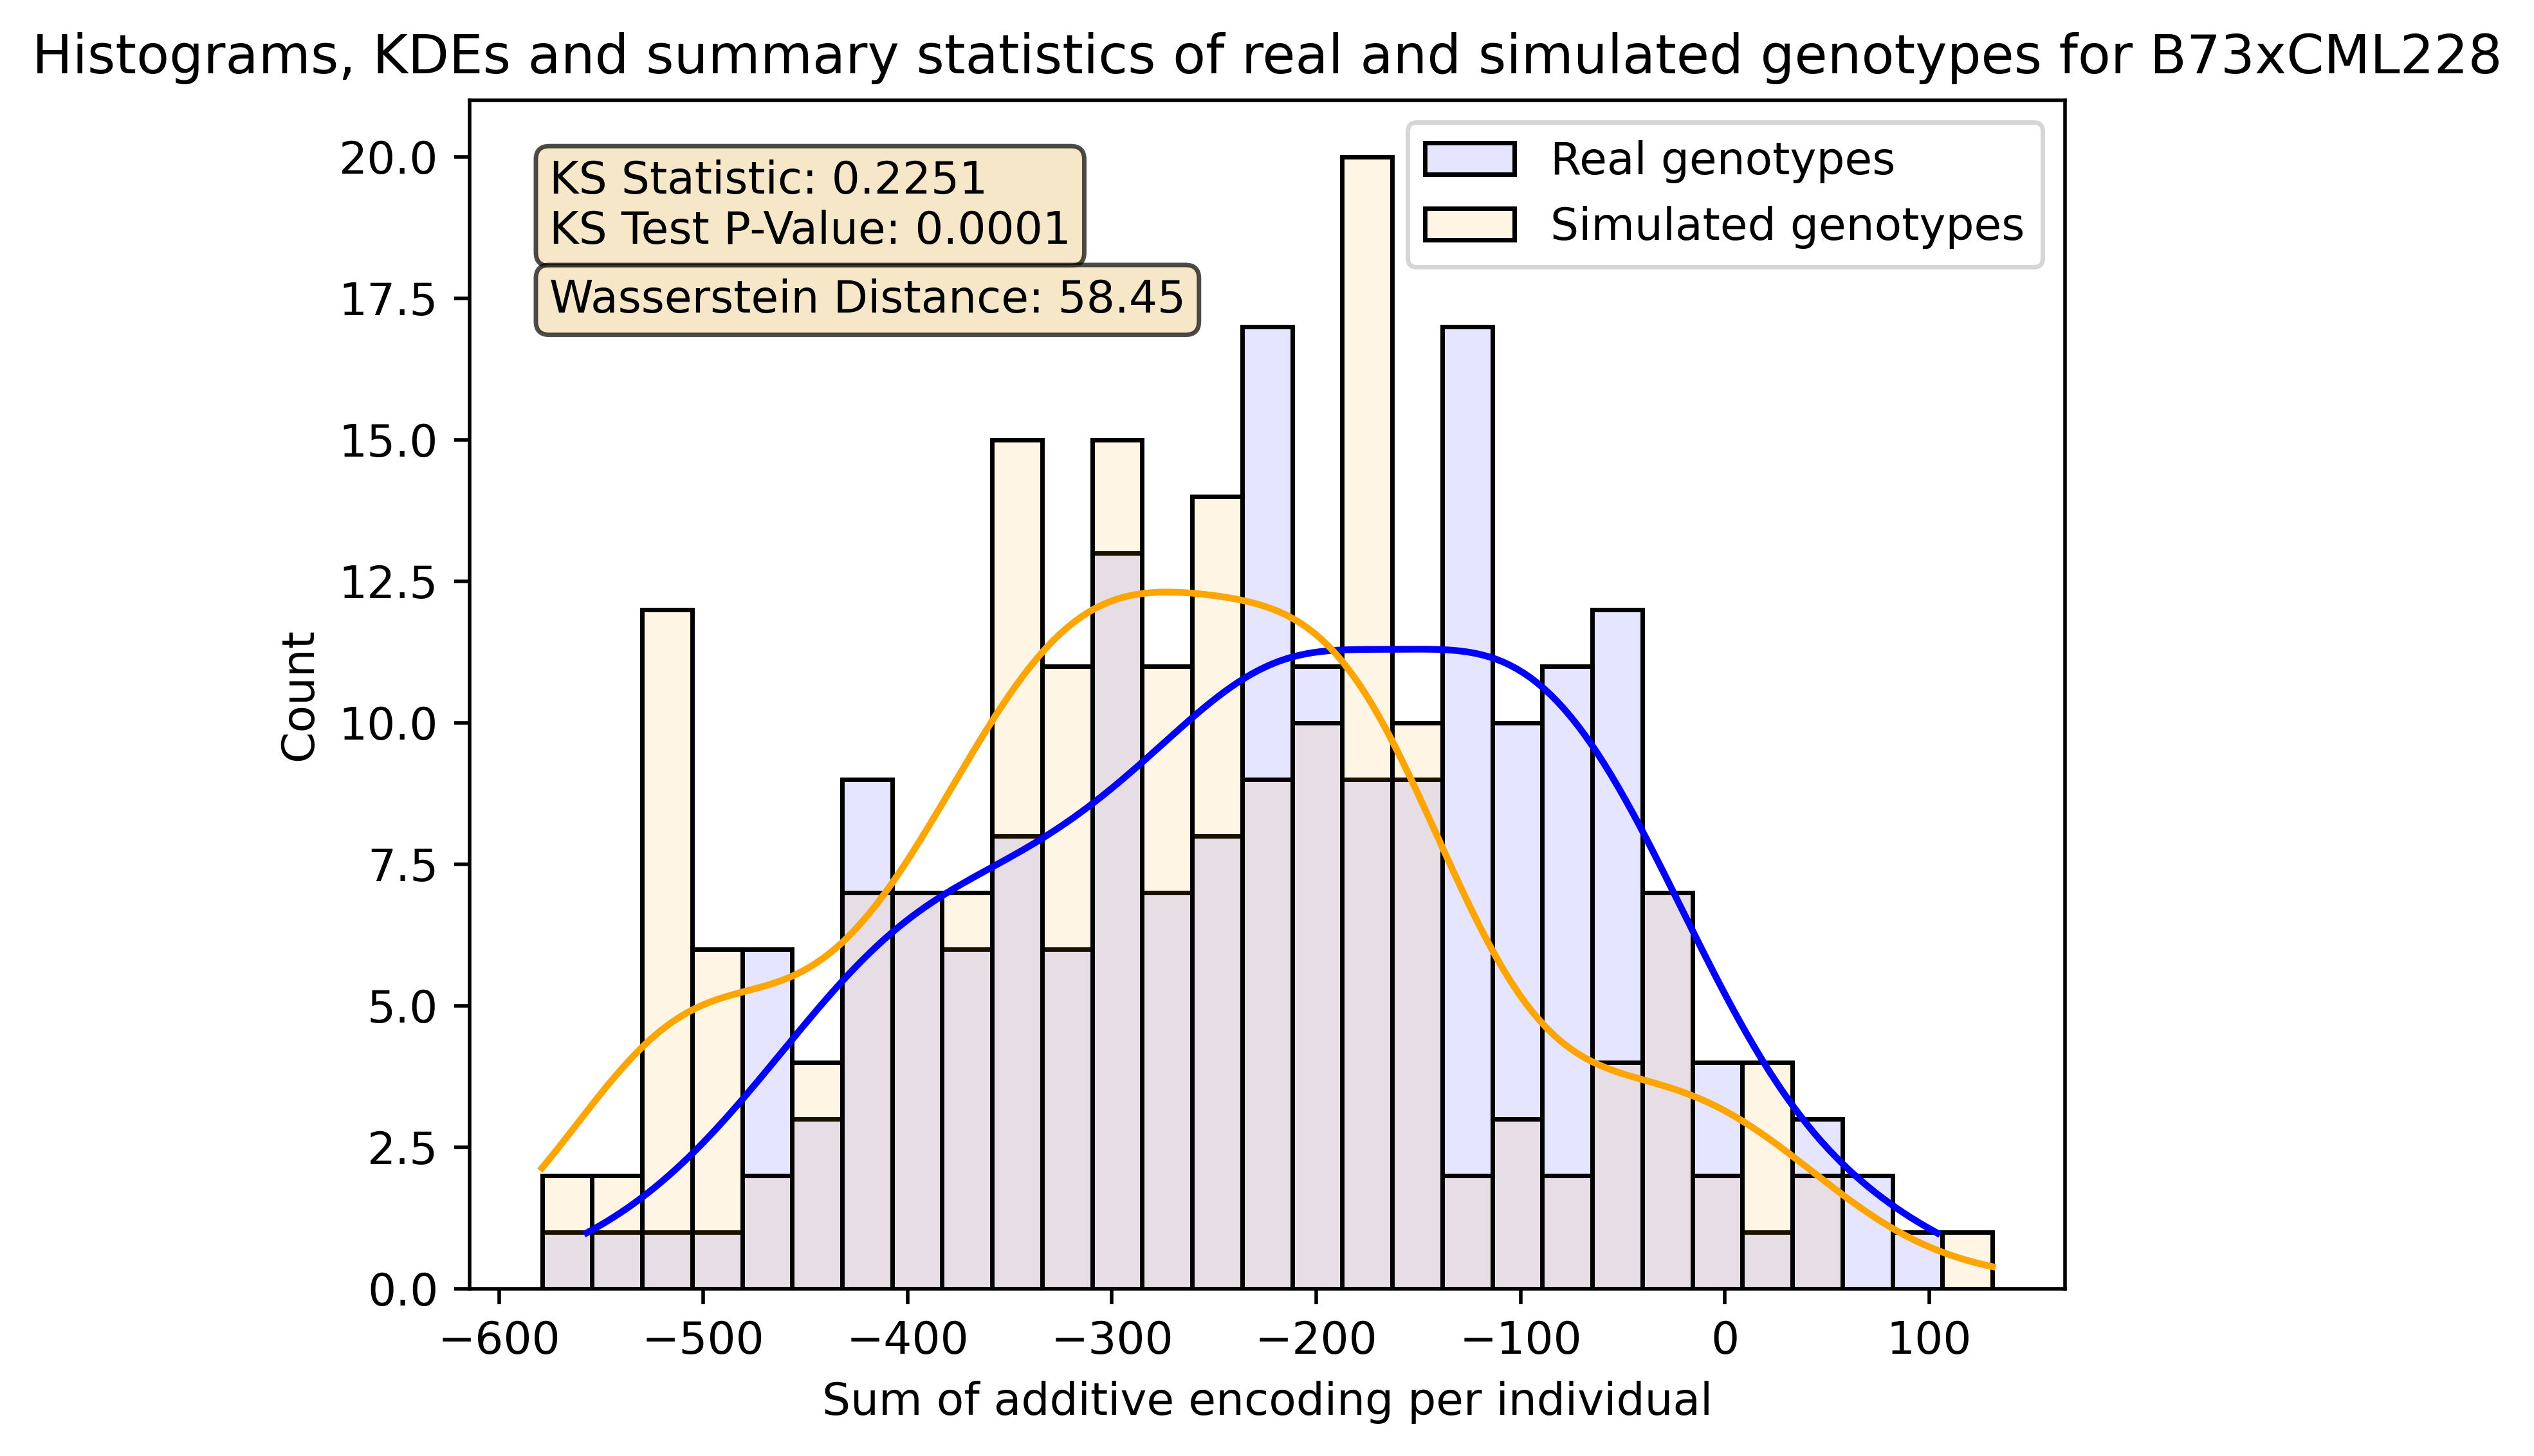 Histograms, KDEs and summary statistics of real and simulated genotypes for B73xCML228
KS Statistic: 0.2251
KS Test P-Value: 0.0001
Wasserstein Distance: 58.45
Real genotypes
Simulated genotypes
20.0
17.5
15.0
12.5
10.0
7.5
5.0
2.5
0.0
Count
−600 −500 −400 −300 −200 −100 0 100
Sum of additive encoding per individual